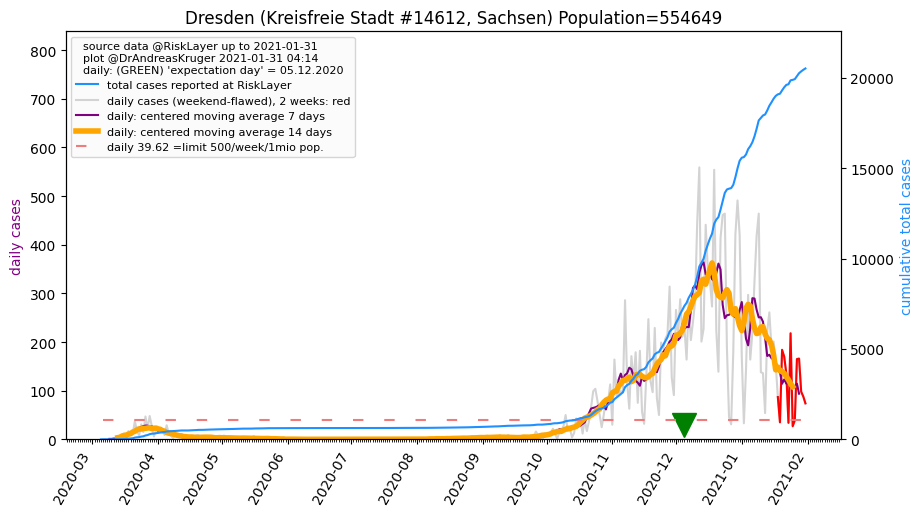 Dresden (Kreisfreie Stadt #14612, Sachsen) Population=554649
source data @RiskLayer up to 2021-01-31
plot @DrAndreasKruger 2021-01-31 04:14
daily: (GREEN) 'expectation day' = 05.12.2020
total cases reported at RiskLayer
daily cases (weekend-flawed), 2 weeks: red
daily: centered moving average 7 days
daily: centered moving average 14 days
daily 39.62 =limit 500/week/1mio pop.
daily cases
800
700
600
500
400
300
200
100
0
cumulative total cases
20000
15000
10000
5000
0
2020-03
2020-04
2020-05
2020-06
2020-07
2020-08
2020-09
2020-10
2020-11
2020-12
2021-01
2021-02